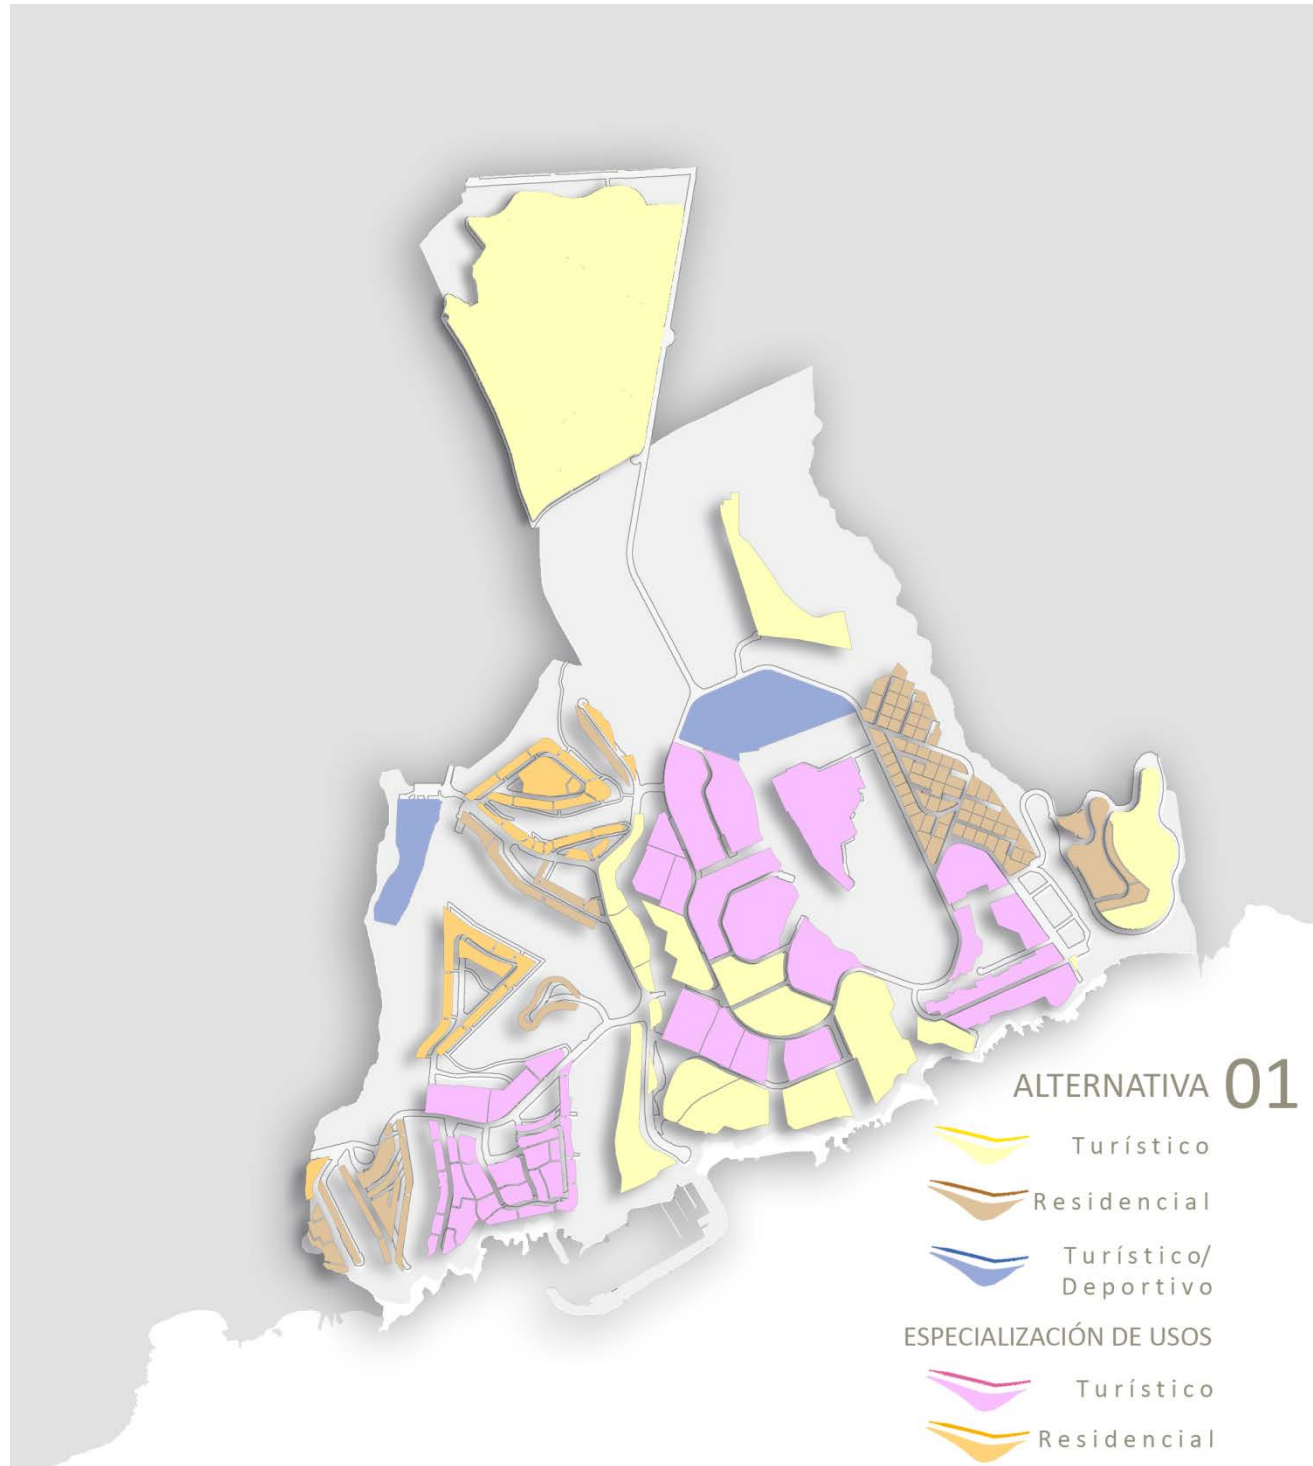 ALTERNATIVA 01
Turístico
Residencial
Turístico/
Deportivo
ESPECIALIZACIÓN DE USOS
Turístico
Residencial